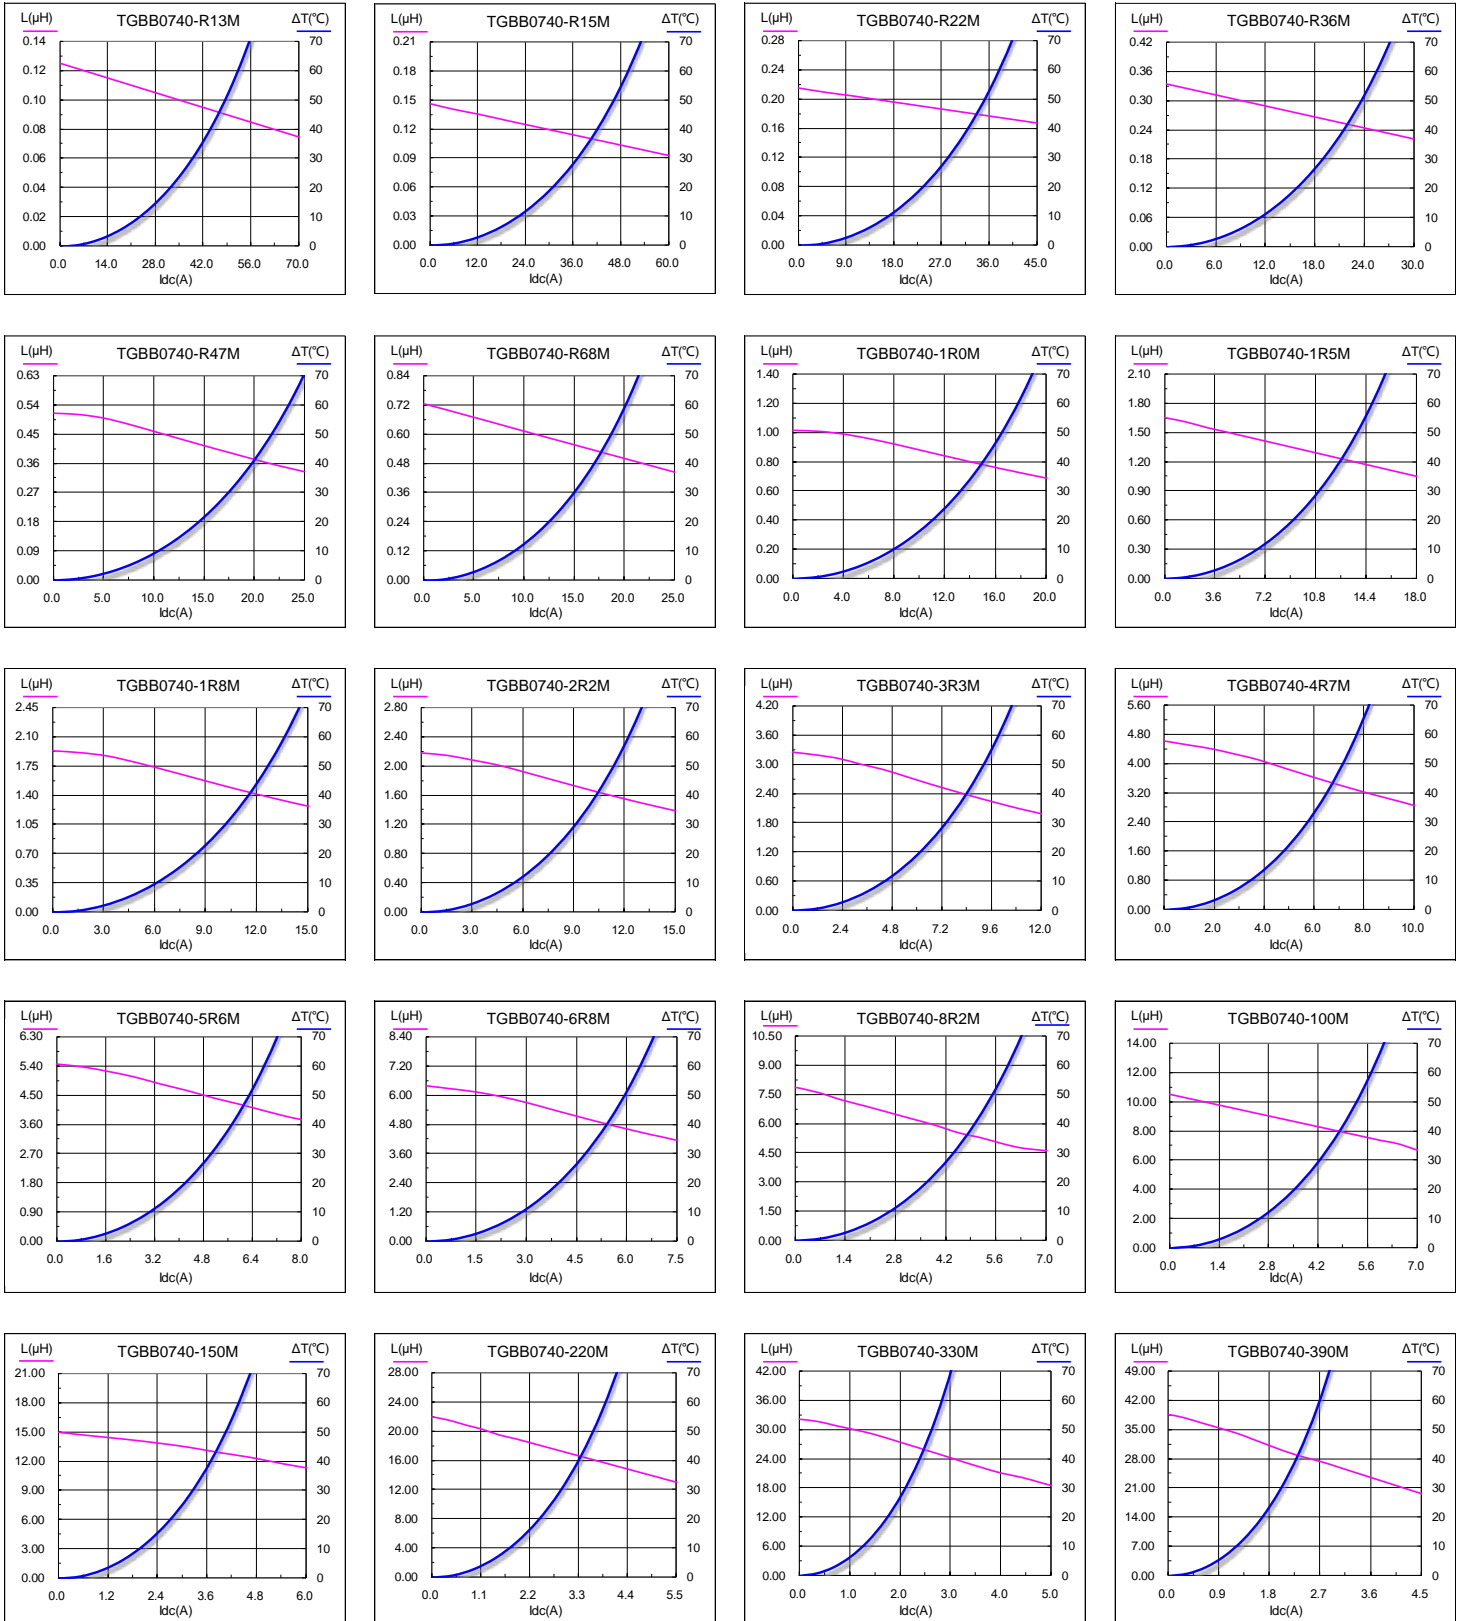 L(μH) TGBB0740-R13M ΔT(℃)
0.14 70
0.12 60
0.10 50
0.08 40
0.06 30
0.04 20
0.02 10
0.00 0
0.0 14.0 28.0 42.0 56.0 70.0
Idc(A)
L(μH) TGBB0740-R15M ΔT(℃)
0.21 70
0.18 60
0.15 50
0.12 40
0.09 30
0.06 20
0.03 10
0.00 0
0.0 12.0 24.0 36.0 48.0 60.0
Idc(A)
L(μH) TGBB0740-R22M ΔT(℃)
0.28 70
0.24 60
0.20 50
0.16 40
0.12 30
0.08 20
0.04 10
0.00 0
0.0 9.0 18.0 27.0 36.0 45.0
Idc(A)
L(μH) TGBB0740-R36M ΔT(℃)
0.42 70
0.36 60
0.30 50
0.24 40
0.18 30
0.12 20
0.06 10
0.00 0
0.0 6.0 12.0 18.0 24.0 30.0
Idc(A)
L(μH) TGBB0740-R47M ΔT(℃)
0.63 70
0.54 60
0.45 50
0.36 40
0.27 30
0.18 20
0.09 10
0.00 0
0.0 5.0 10.0 15.0 20.0 25.0
Idc(A)
L(μH) TGBB0740-R68M ΔT(℃)
0.84 70
0.72 60
0.60 50
0.48 40
0.36 30
0.24 20
0.12 10
0.00 0
0.0 5.0 10.0 15.0 20.0 25.0
Idc(A)
L(μH) TGBB0740-1R0M ΔT(℃)
1.40 70
1.20 60
1.00 50
0.80 40
0.60 30
0.40 20
0.20 10
0.00 0
0.0 4.0 8.0 12.0 16.0 20.0
Idc(A)
L(μH) TGBB0740-1R5M ΔT(℃)
2.10 70
1.80 60
1.50 50
1.20 40
0.90 30
0.60 20
0.30 10
0.00 0
0.0 3.6 7.2 10.8 14.4 18.0
Idc(A)
L(μH) TGBB0740-1R8M ΔT(℃)
2.45 70
2.10 60
1.75 50
1.40 40
1.05 30
0.70 20
0.35 10
0.00 0
0.0 3.0 6.0 9.0 12.0 15.0
Idc(A)
L(μH) TGBB0740-2R2M ΔT(℃)
2.80 70
2.40 60
2.00 50
1.60 40
1.20 30
0.80 20
0.40 10
0.00 0
0.0 3.0 6.0 9.0 12.0 15.0
Idc(A)
L(μH) TGBB0740-3R3M ΔT(℃)
4.20 70
3.60 60
3.00 50
2.40 40
1.80 30
1.20 20
0.60 10
0.00 0
0.0 2.4 4.8 7.2 9.6 12.0
Idc(A)
L(μH) TGBB0740-4R7M ΔT(℃)
5.60 70
4.80 60
4.00 50
3.20 40
2.40 30
1.60 20
0.80 10
0.00 0
0.0 2.0 4.0 6.0 8.0 10.0
Idc(A)
L(μH) TGBB0740-5R6M ΔT(℃)
6.30 70
5.40 60
4.50 50
3.60 40
2.70 30
1.80 20
0.90 10
0.00 0
0.0 1.6 3.2 4.8 6.4 8.0
Idc(A)
L(μH) TGBB0740-6R8M ΔT(℃)
8.40 70
7.20 60
6.00 50
4.80 40
3.60 30
2.40 20
1.20 10
0.00 0
0.0 1.5 3.0 4.5 6.0 7.5
Idc(A)
L(μH) TGBB0740-8R2M ΔT(℃)
10.50 70
9.00 60
7.50 50
6.00 40
4.50 30
3.00 20
1.50 10
0.00 0
0.0 1.4 2.8 4.2 5.6 7.0
Idc(A)
L(μH) TGBB0740-100M ΔT(℃)
14.00 70
12.00 60
10.00 50
8.00 40
6.00 30
4.00 20
2.00 10
0.00 0
0.0 1.4 2.8 4.2 5.6 7.0
Idc(A)
L(μH) TGBB0740-150M ΔT(℃)
21.00 70
18.00 60
15.00 50
12.00 40
9.00 30
6.00 20
3.00 10
0.00 0
0.0 1.2 2.4 3.6 4.8 6.0
Idc(A)
L(μH) TGBB0740-220M ΔT(℃)
28.00 70
24.00 60
20.00 50
16.00 40
12.00 30
8.00 20
4.00 10
0.00 0
0.0 1.1 2.2 3.3 4.4 5.5
Idc(A)
L(μH) TGBB0740-330M ΔT(℃)
42.00 70
36.00 60
30.00 50
24.00 40
18.00 30
12.00 20
6.00 10
0.00 0
0.0 1.0 2.0 3.0 4.0 5.0
Idc(A)
L(μH) TGBB0740-390M ΔT(℃)
49.00 70
42.00 60
35.00 50
28.00 40
21.00 30
14.00 20
7.00 10
0.00 0
0.0 0.9 1.8 2.7 3.6 4.5
Idc(A)